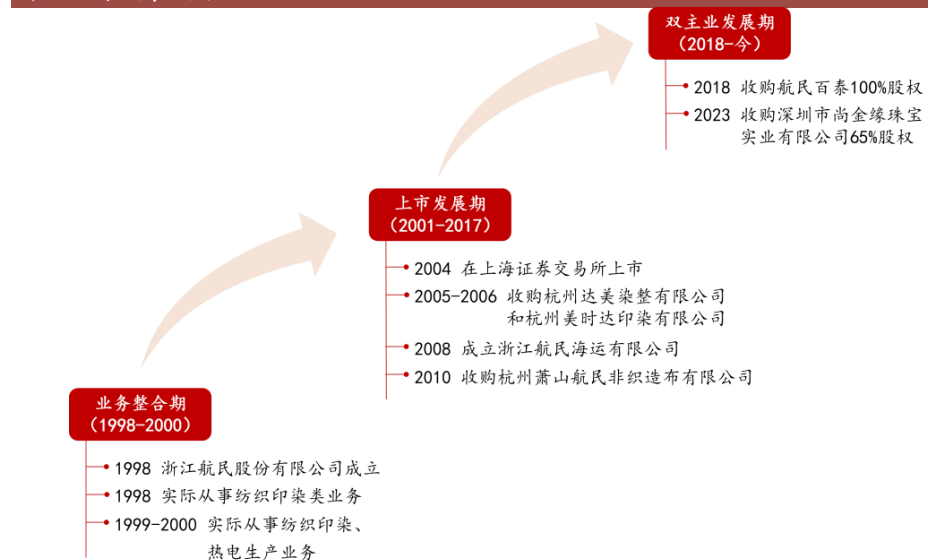 双主业发展期
（2018-今）
2018 收购航民百泰100%股权
2023 收购深圳市尚金缘珠宝
实业有限公司65%股权
上市发展期
（2001-2017）
2004 在上海证券交易所上市
2005-2006 收购杭州达美染整有限公司
和杭州美时达印染有限公司
2008 成立浙江航民海运有限公司
2010 收购杭州萧山航民非织造布有限公司
业务整合期
（1998-2000）
1998 浙江航民股份有限公司成立
1998 实际从事纺织印染类业务
1999-2000 实际从事纺织印染、
热电生产业务